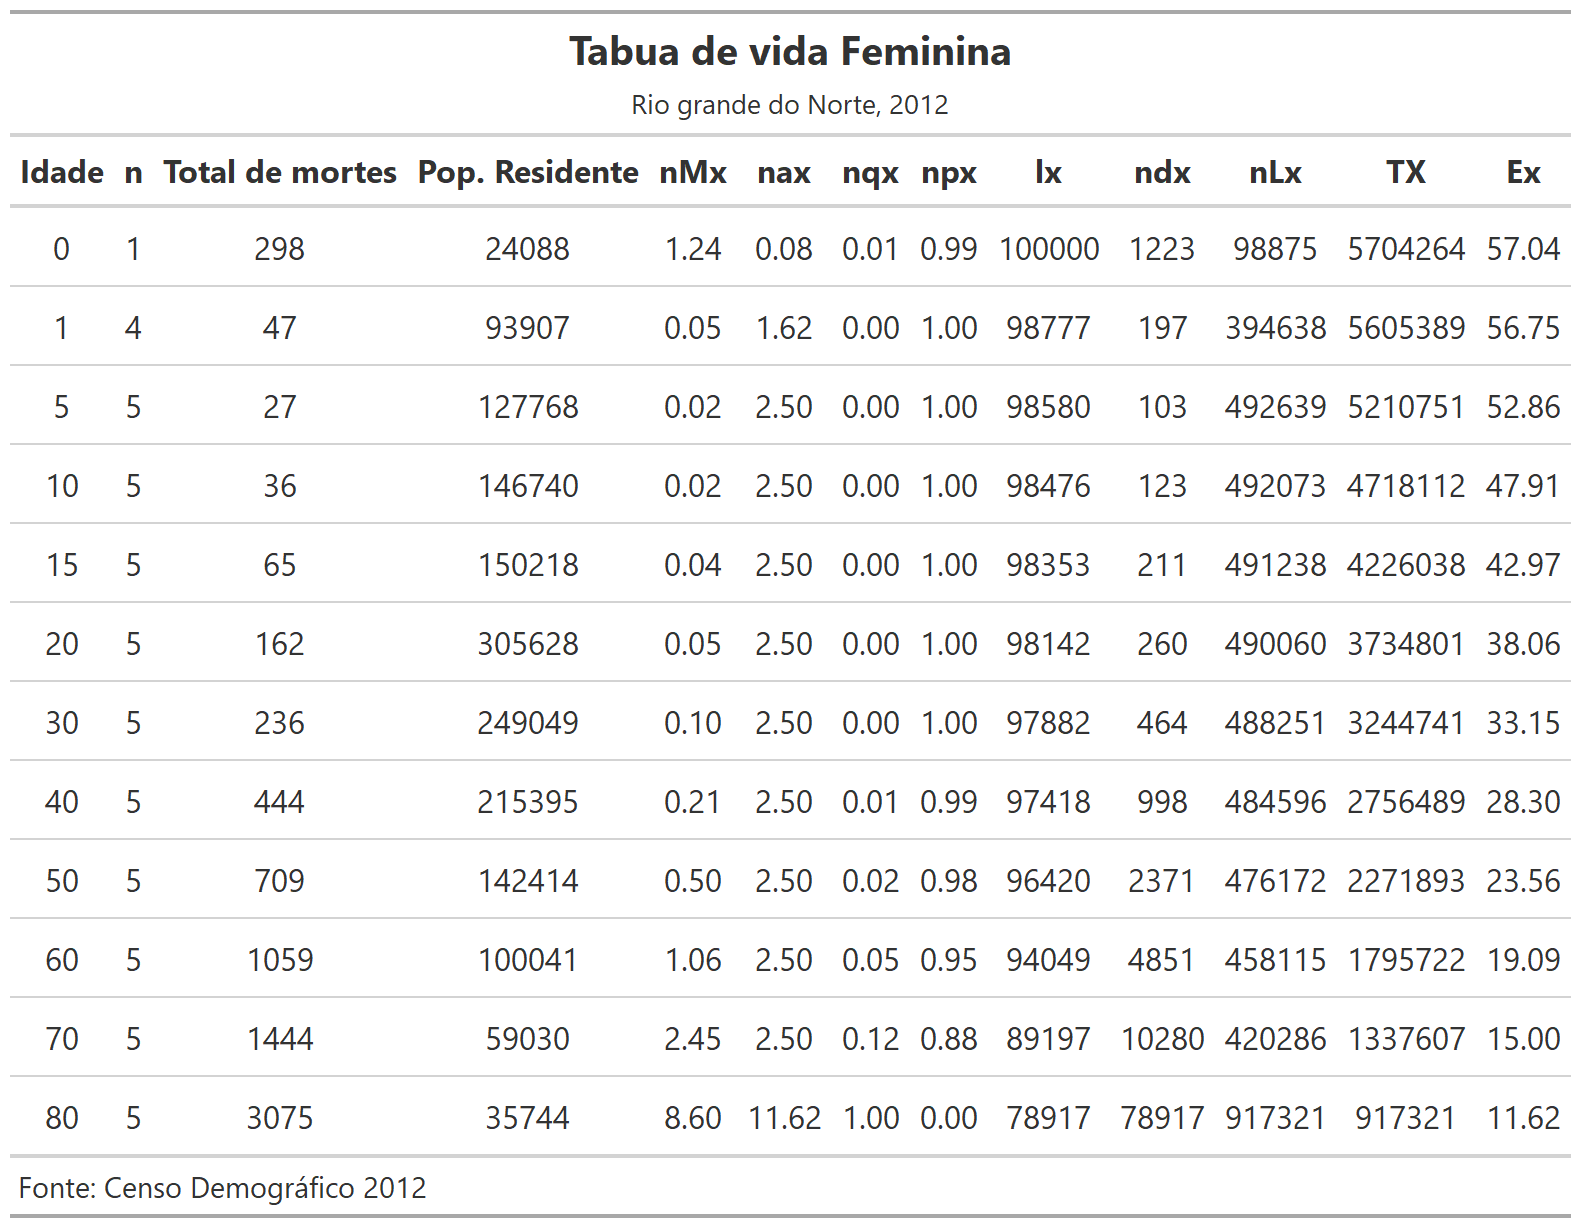 Tabua de vida Feminina
Rio grande do Norte, 2012
Idade n Total de mortes Pop. Residente nMx nax nqx npx lx ndx nLx TX Ex
0 1 298 24088 1.24 0.08 0.01 0.99 100000 1223 98875 5704264 57.04
1 4 47 93907 0.05 1.62 0.00 1.00 98777 197 394638 5605389 56.75
5 5 27 127768 0.02 2.50 0.00 1.00 98580 103 492639 5210751 52.86
10 5 36 146740 0.02 2.50 0.00 1.00 98476 123 492073 4718112 47.91
15 5 65 150218 0.04 2.50 0.00 1.00 98353 211 491238 4226038 42.97
20 5 162 305628 0.05 2.50 0.00 1.00 98142 260 490060 3734801 38.06
30 5 236 249049 0.10 2.50 0.00 1.00 97882 464 488251 3244741 33.15
40 5 444 215395 0.21 2.50 0.01 0.99 97418 998 484596 2756489 28.30
50 5 709 142414 0.50 2.50 0.02 0.98 96420 2371 476172 2271893 23.56
60 5 1059 100041 1.06 2.50 0.05 0.95 94049 4851 458115 1795722 19.09
70 5 1444 59030 2.45 2.50 0.12 0.88 89197 10280 420286 1337607 15.00
80 5 3075 35744 8.60 11.62 1.00 0.00 78917 78917 917321 917321 11.62
Fonte: Censo Demográfico 2012